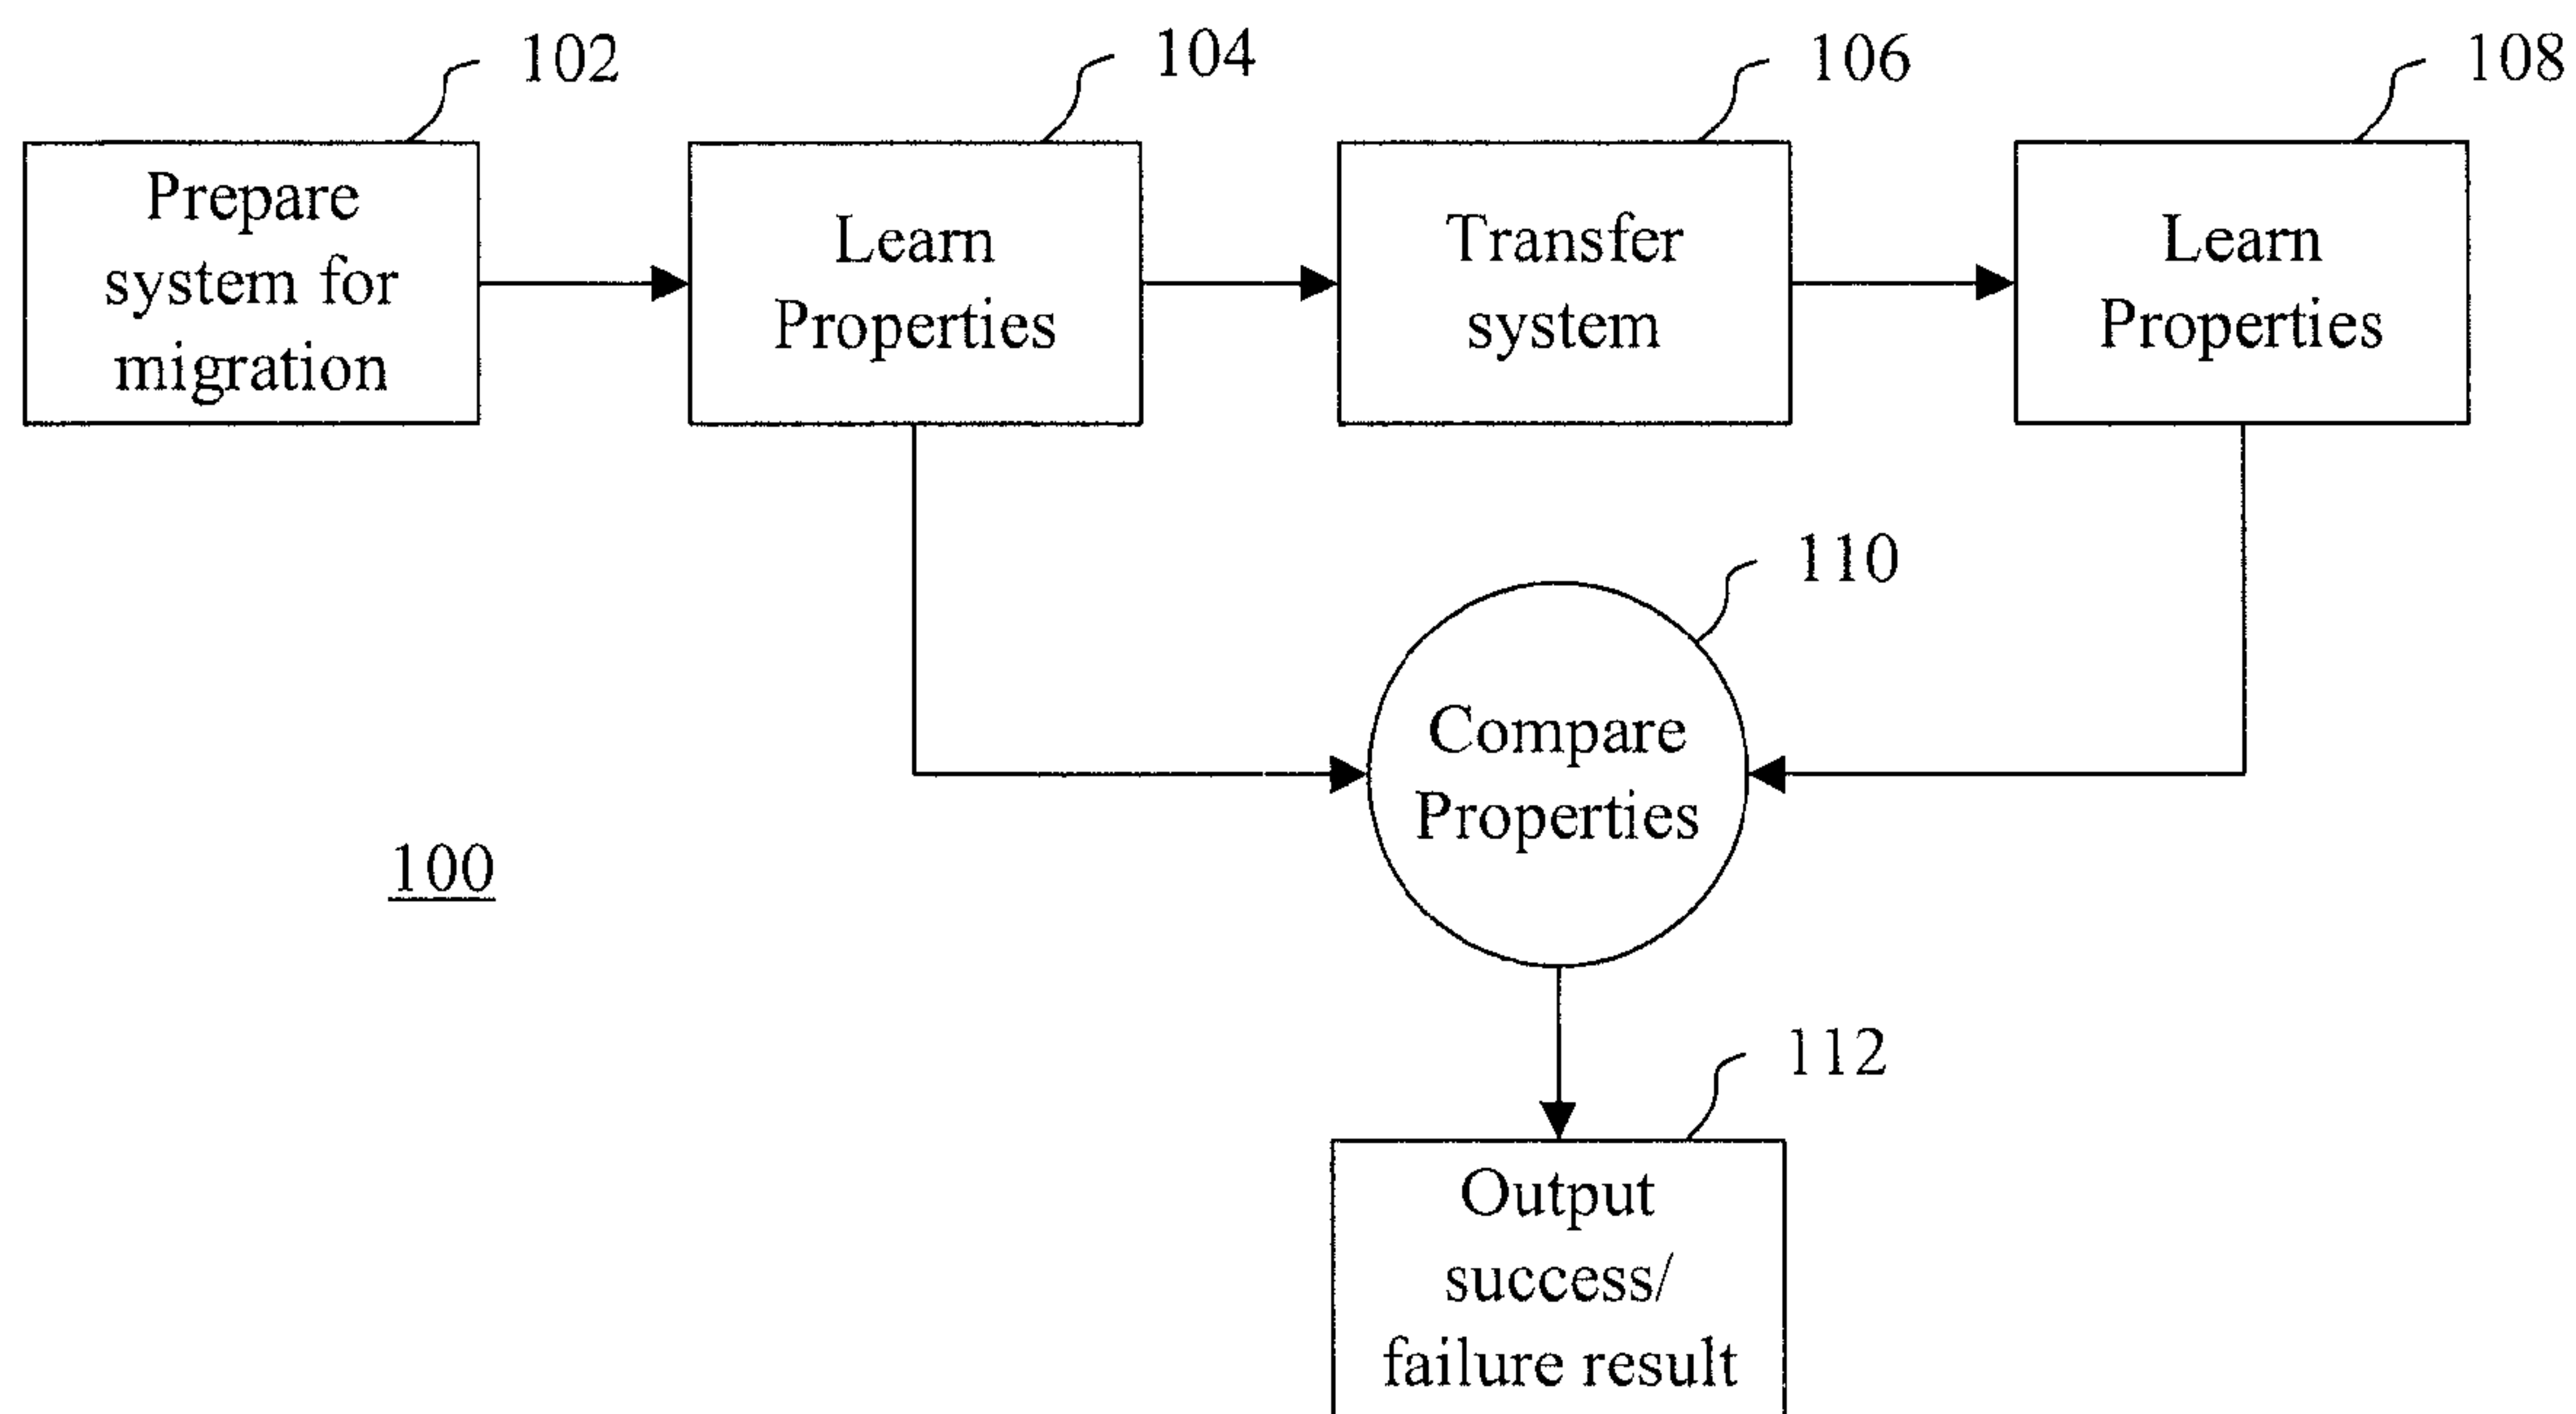 102
104
106
108
Prepare
system for
migration
Learn
Properties
Transfer
system
Learn
Properties
110
Compare
Properties
100
112
Output
success/
failure result